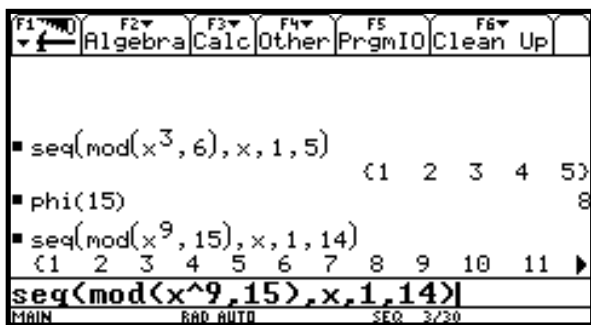 F1 F2 F3 F4 F5 F6
Algebra Calc Other PrgmIO Clean Up
seq(mod(x³,6),x,1,5)
{1 2 3 4 5}
phi(15)
8
seq(mod(x⁹,15),x,1,14)
{1 2 3 4 5 6 7 8 9 10 11
seq(mod(x^9,15),x,1,14)
MAIN RAD AUTO SEQ 3/30